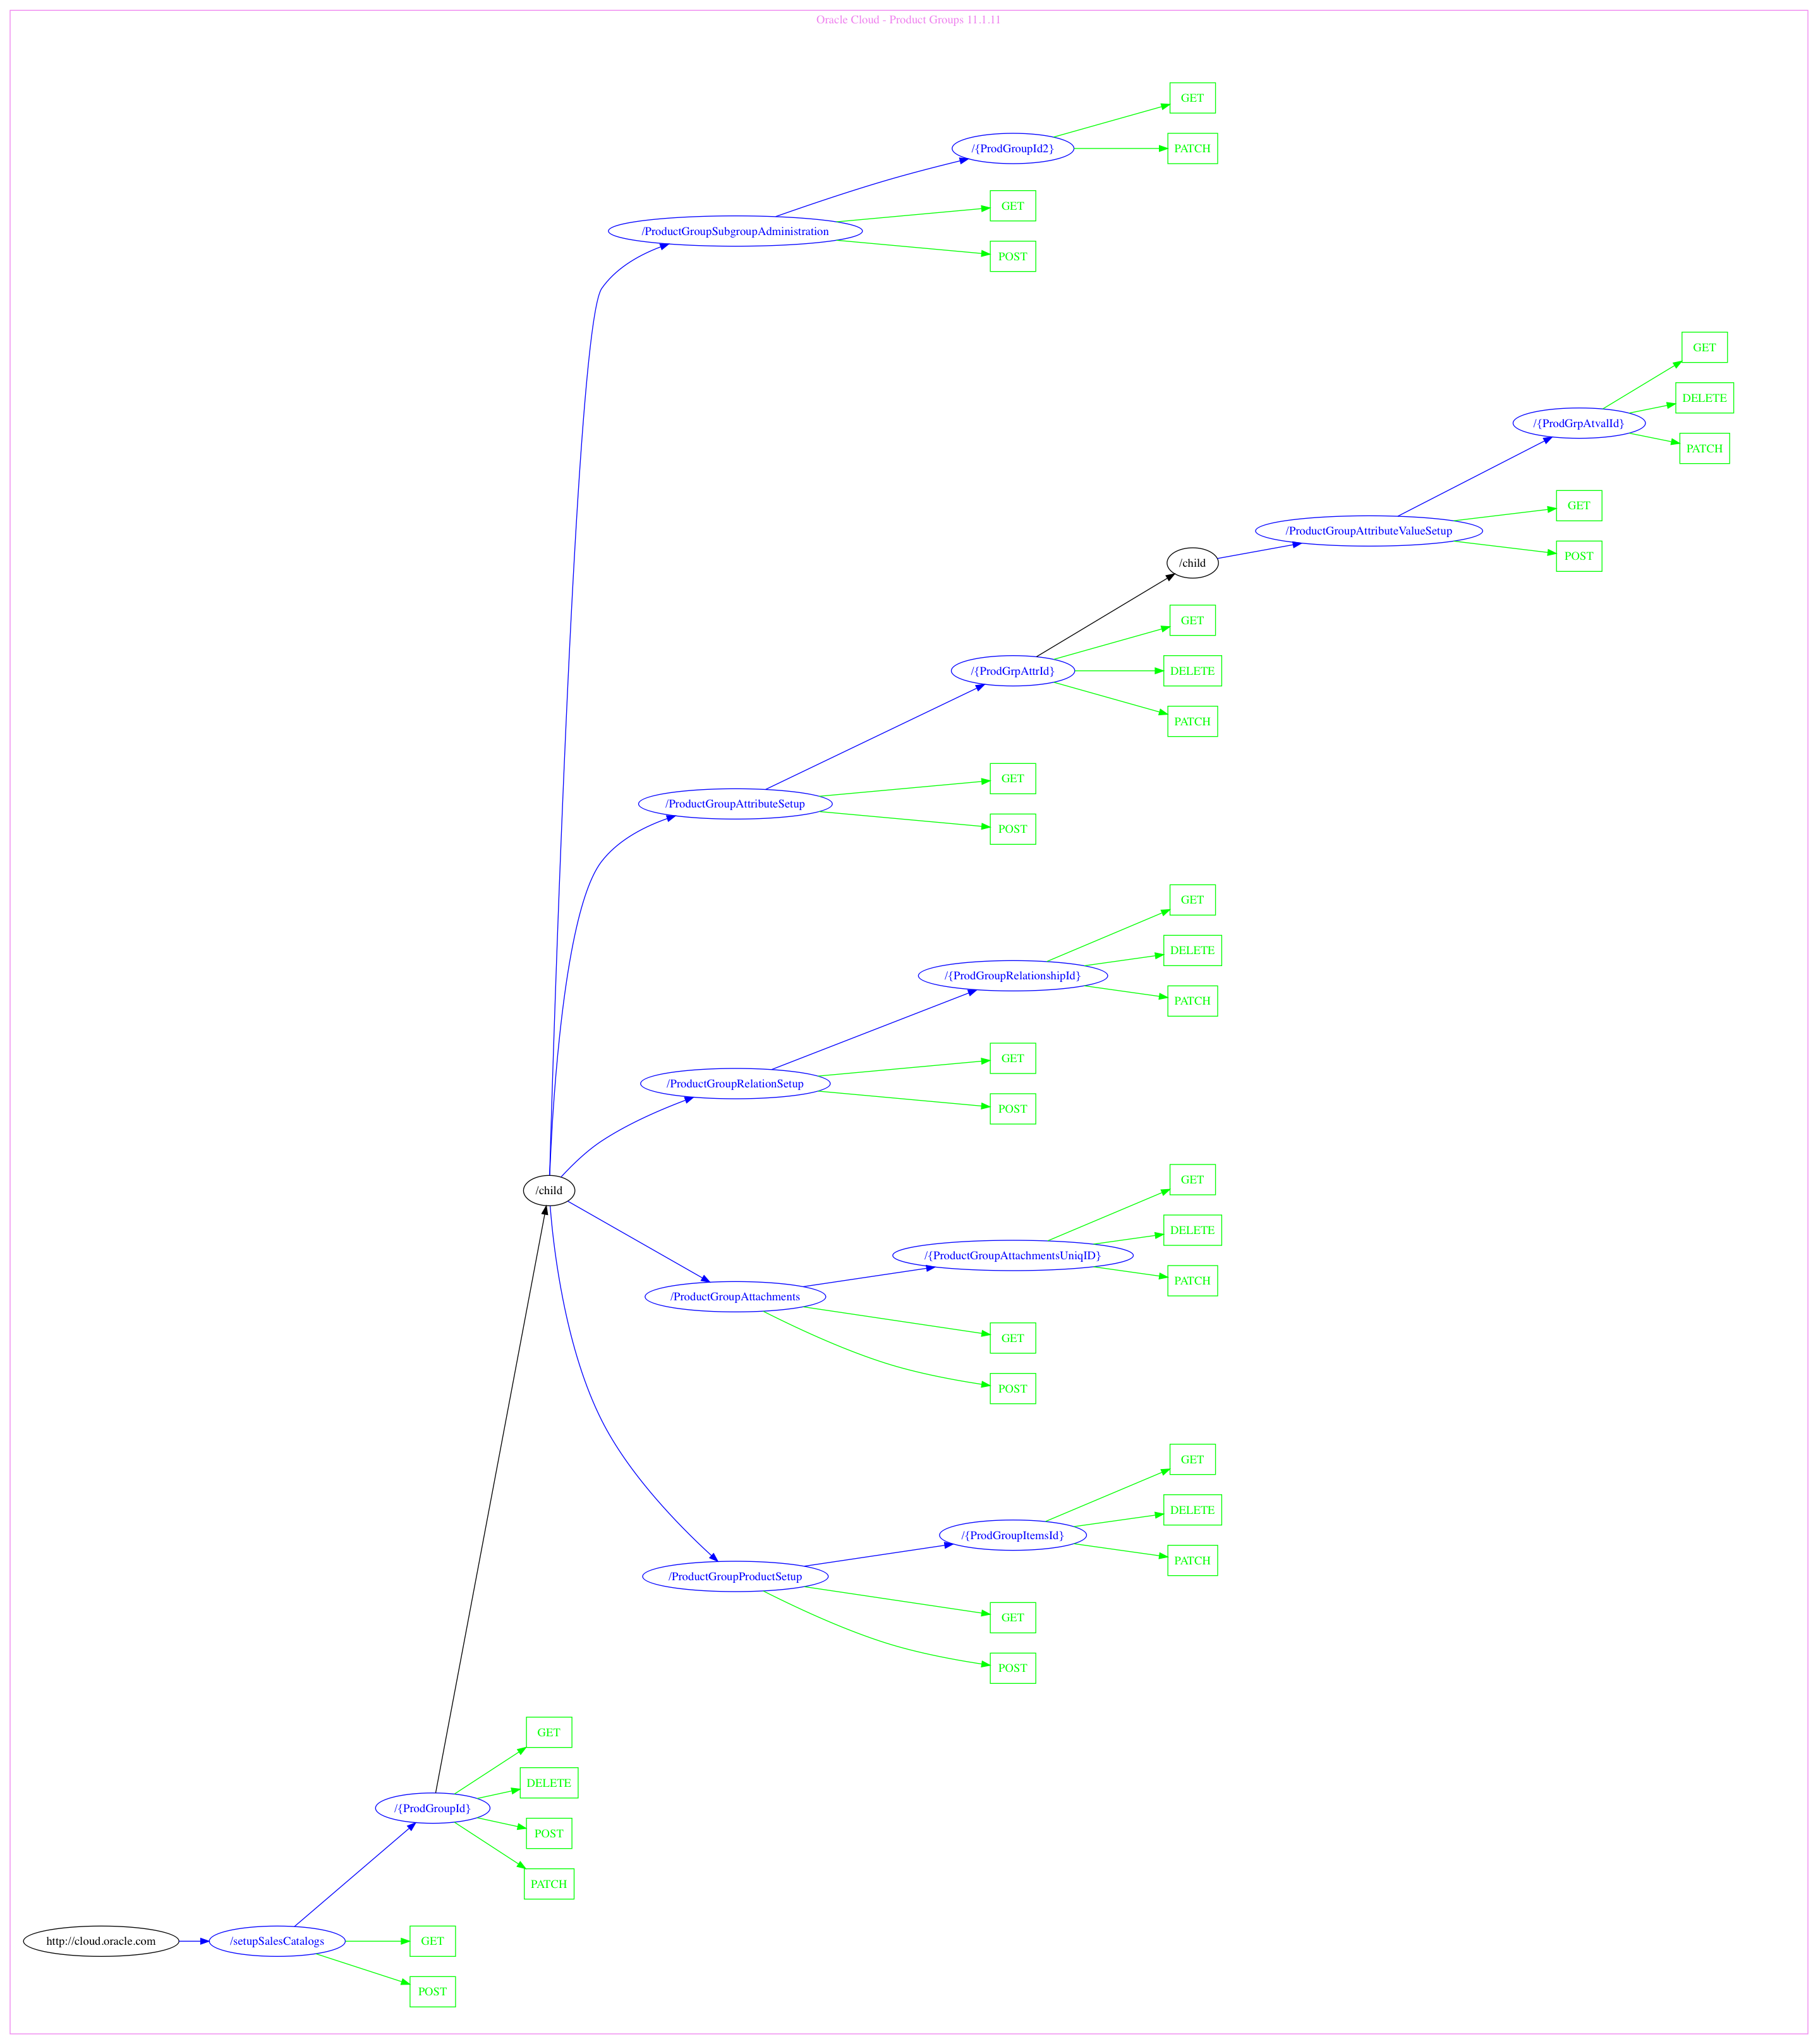 Oracle Cloud - Product Groups 11.1.11
GET
/{ProdGroupId2}
PATCH
GET
/ProductGroupSubgroupAdministration
POST
GET
DELETE
/{ProdGrpAtvalId}
PATCH
GET
/ProductGroupAttributeValueSetup
POST
/child
GET
/{ProdGrpAttrId}
DELETE
PATCH
GET
/ProductGroupAttributeSetup
POST
GET
DELETE
/{ProdGroupRelationshipId}
PATCH
GET
/ProductGroupRelationSetup
POST
/child
GET
DELETE
/{ProductGroupAttachmentsUniqID}
PATCH
/ProductGroupAttachments
GET
POST
GET
DELETE
/{ProdGroupItemsId}
PATCH
/ProductGroupProductSetup
GET
POST
GET
DELETE
/{ProdGroupId}
POST
PATCH
http://cloud.oracle.com
/setupSalesCatalogs
GET
POST